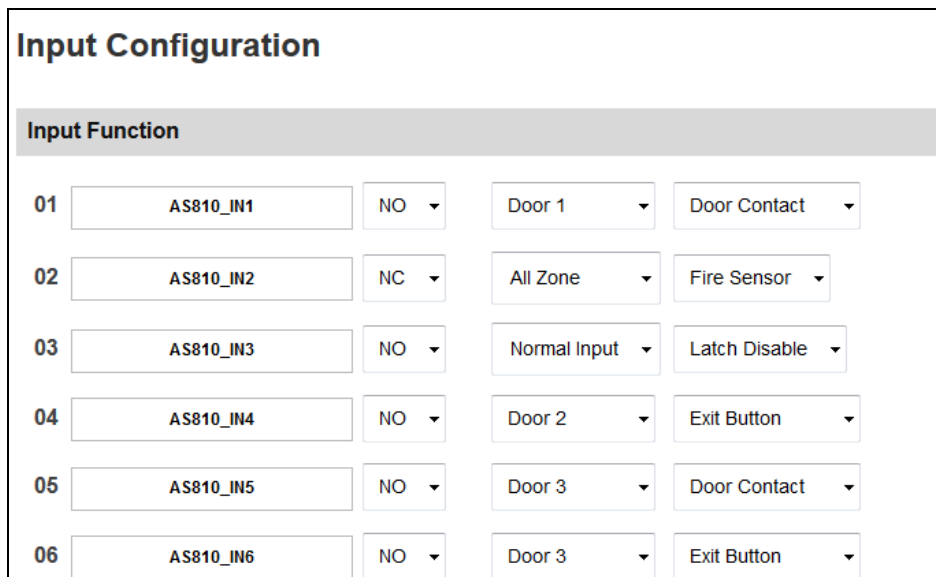 Input Configuration
Input Function
01 AS810_IN1 NO Door 1 Door Contact
02 AS810_IN2 NC All Zone Fire Sensor
03 AS810_IN3 NO Normal Input Latch Disable
04 AS810_IN4 NO Door 2 Exit Button
05 AS810_IN5 NO Door 3 Door Contact
06 AS810_IN6 NO Door 3 Exit Button